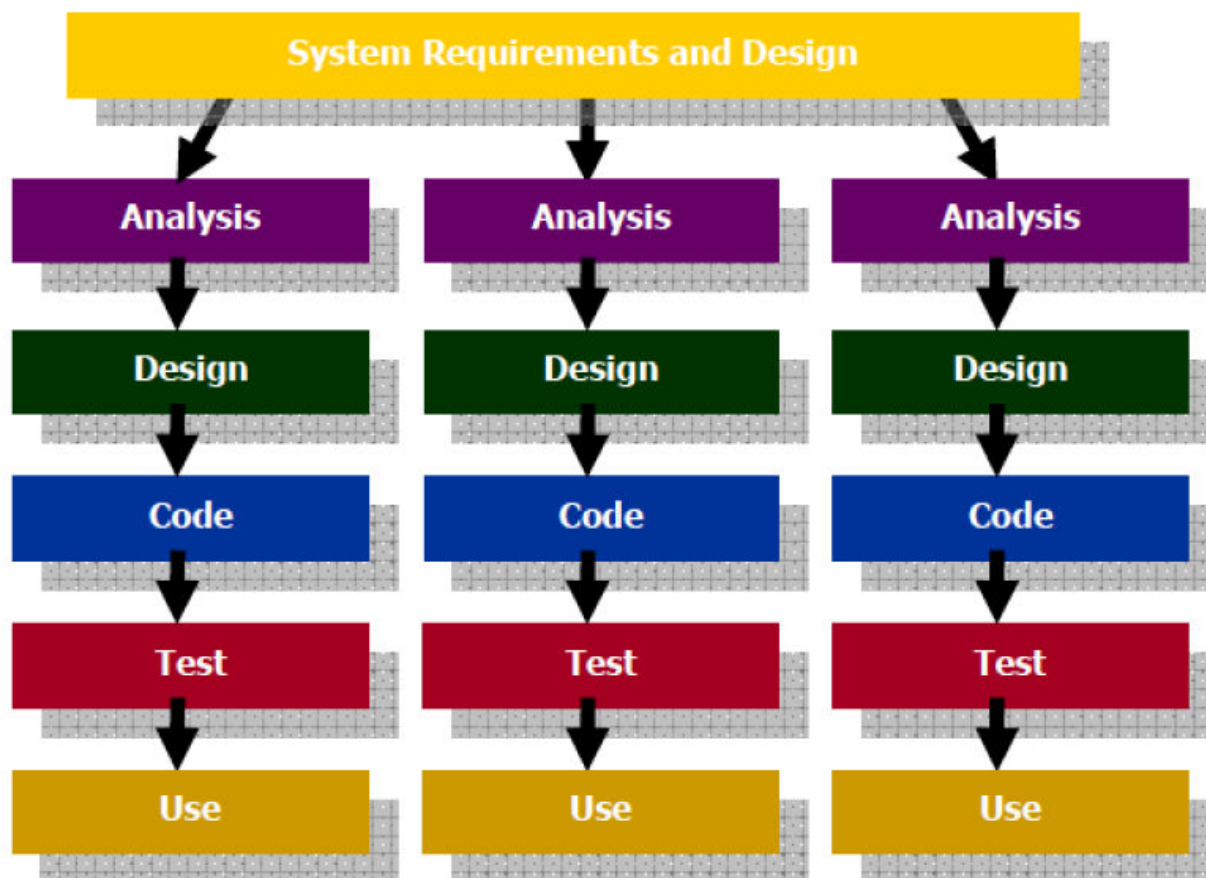 System Requirements and Design
Analysis
Analysis
Analysis
Design
Design
Design
Code
Code
Code
Test
Test
Test
Use
Use
Use